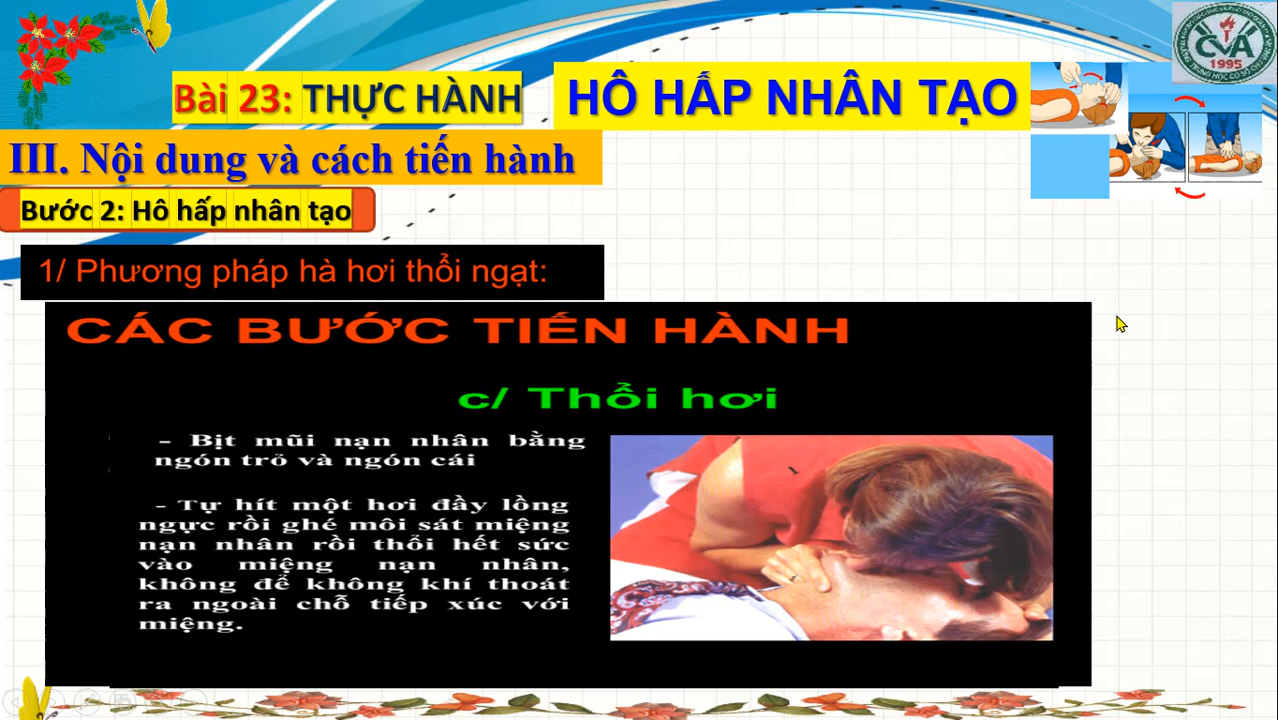 Bài 23: THỰC HÀNH
HÔ HẤP NHÂN TẠO
CVA
1995
III. Nội dung và cách tiến hành
Bước 2: Hô hấp nhân tạo
1/ Phương pháp hà hơi thổi ngạt:
CÁC BƯỚC TIẾN HÀNH
c/ Thổi hơi
- Bịt mũi nạn nhân bằng
ngón trỏ và ngón cái
- Tự hít một hơi đầy lồng
ngực rồi ghé môi sát miệng
nạn nhân rồi thổi hết sức
vào miệng nạn nhân,
không để không khí thoát
ra ngoài chỗ tiếp xúc với
miệng.